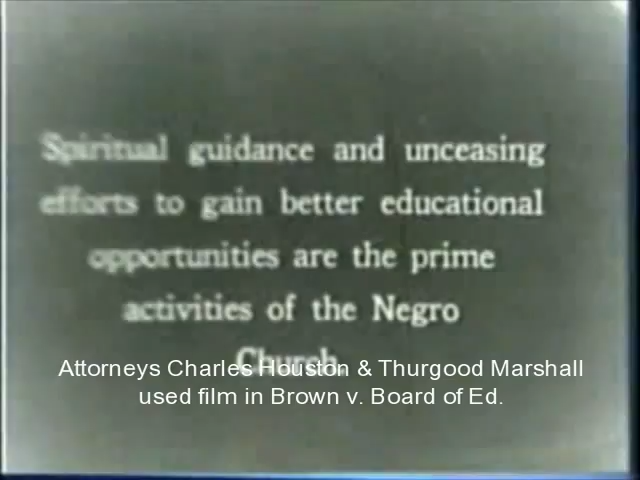 Spiritual guidance and unceasing
efforts to gain better educational
opportunities are the prime
activities of the Negro
Church.
Attorneys Charles Houston & Thurgood Marshall
used film in Brown v. Board of Ed.